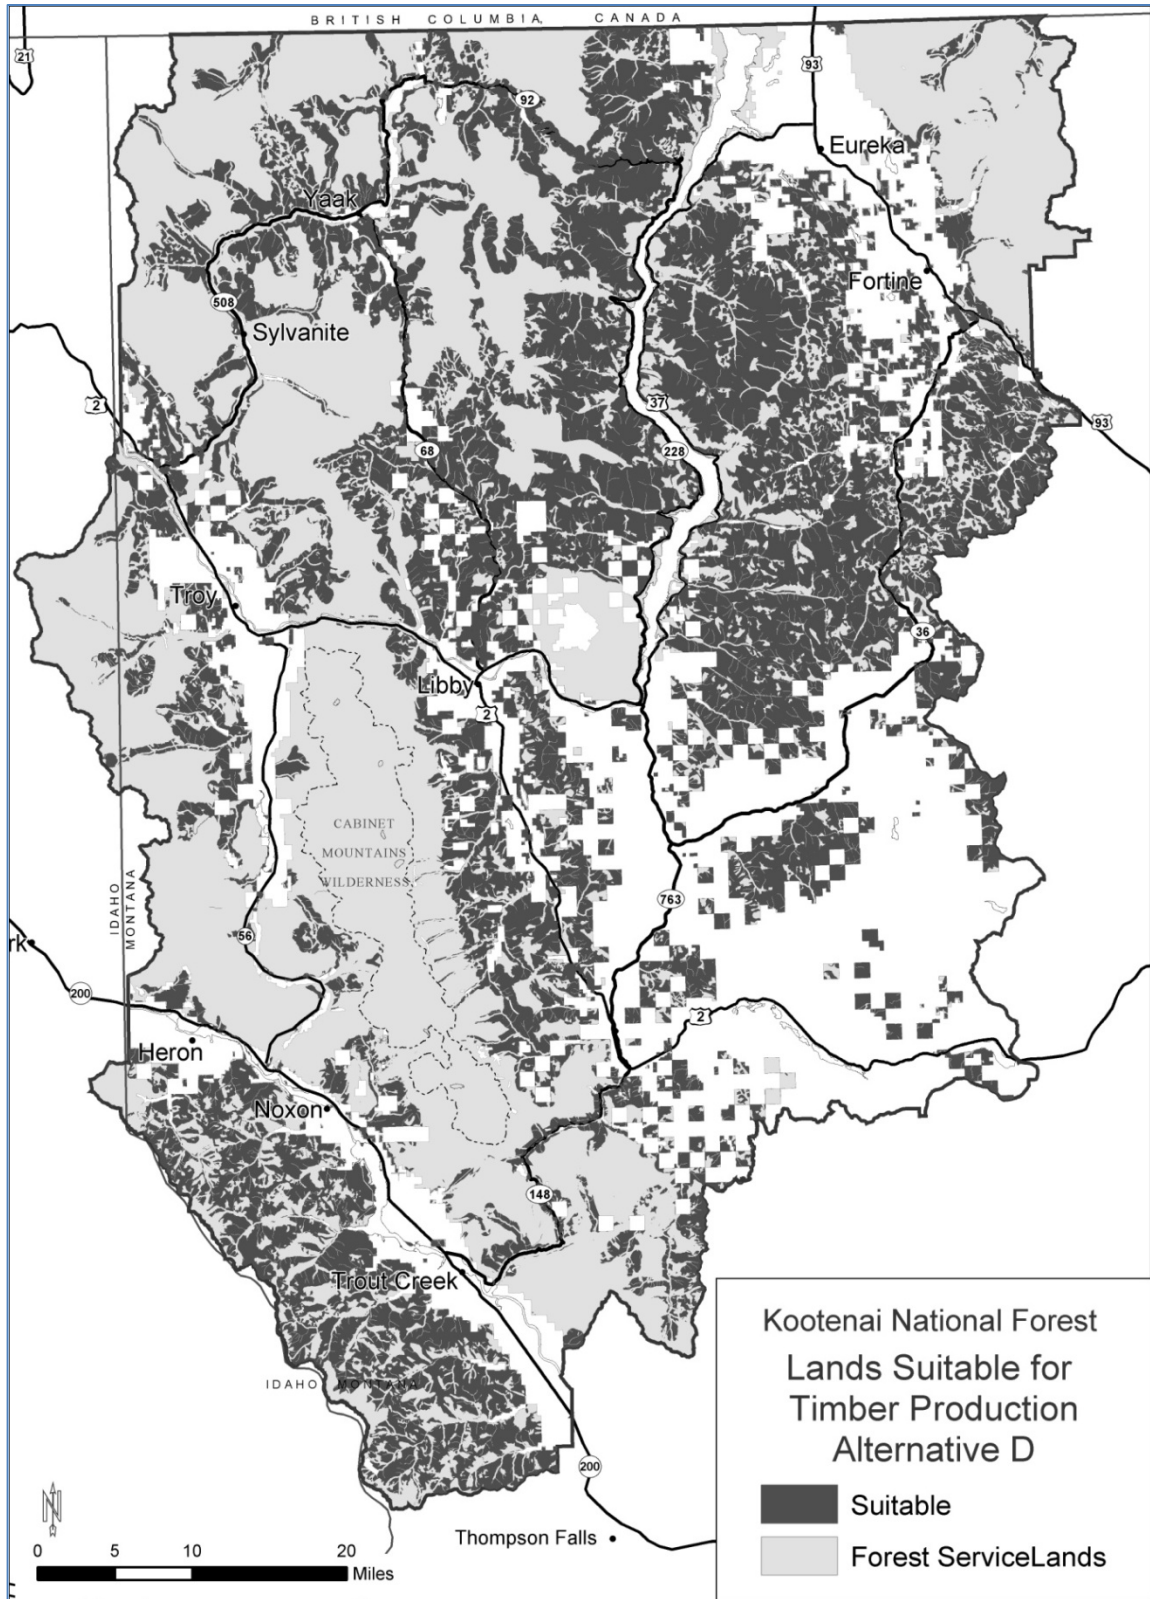 BRITISH COLUMBIA, CANADA
21
93
92
Eureka
Yaak
Fortine
508
Sylvanite
2
37
93
228
68
Troy
36
Libby
2
CABINET
MOUNTAINS
WILDERNESS
IDAHO
MONTANA
763
56
rk
200
2
Heron
Noxon
148
Trout Creek
IDAHO MONTANA
200
Thompson Falls
N
0 5 10 20
Miles
Kootenai National Forest
Lands Suitable for
Timber Production
Alternative D
Suitable
Forest ServiceLands